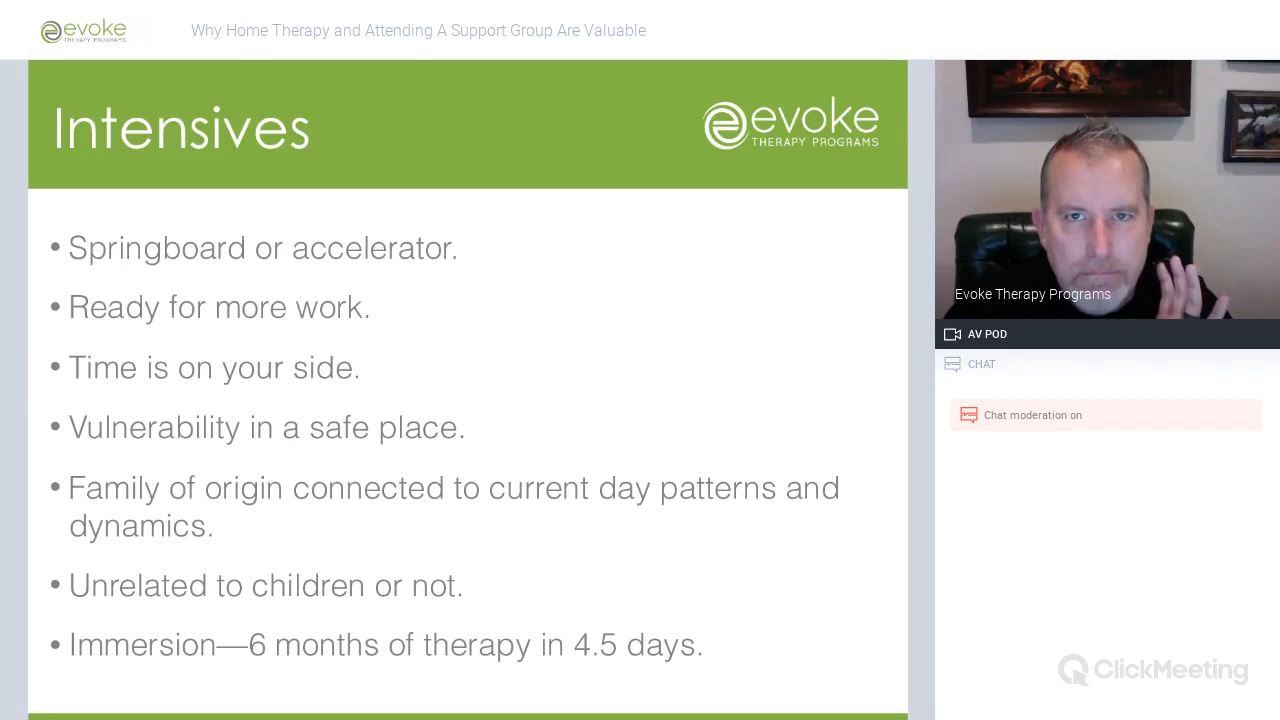 evoke
THERAPY PROGRAMS
Why Home Therapy and Attending A Support Group Are Valuable
Intensives
evoke
THERAPY PROGRAMS
• Springboard or accelerator.
• Ready for more work.
• Time is on your side.
• Vulnerability in a safe place.
• Family of origin connected to current day patterns and
dynamics.
• Unrelated to children or not.
• Immersion—6 months of therapy in 4.5 days.
Evoke Therapy Programs
AV POD
CHAT
Chat moderation on
ClickMeeting